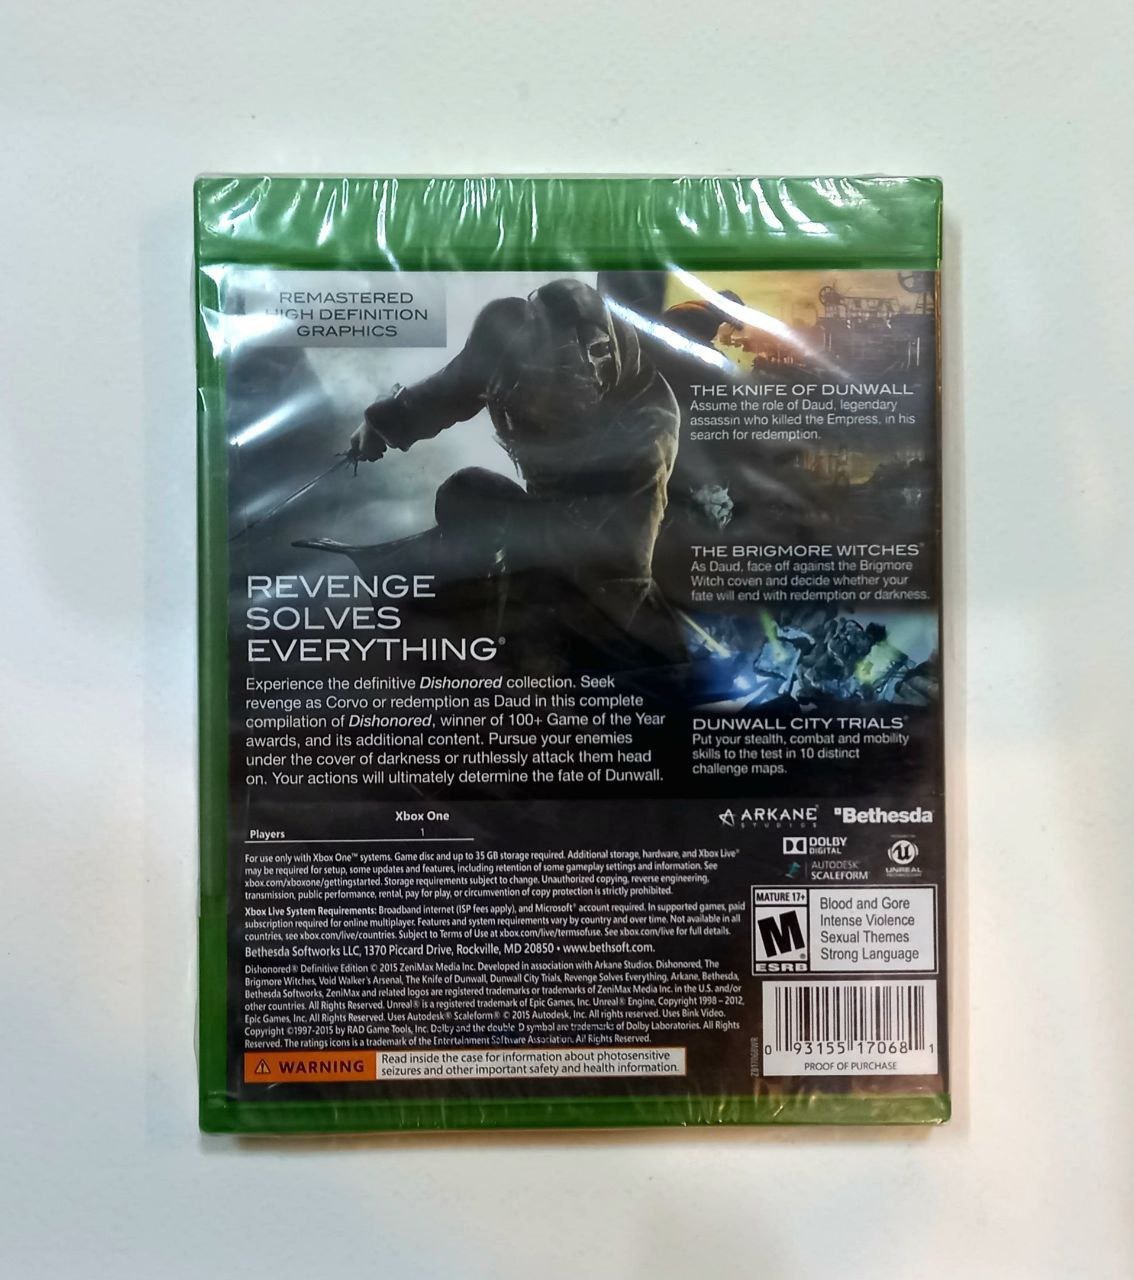 REMASTERED
HIGH DEFINITION
GRAPHICS
THE KNIFE OF DUNWALL
Assume the role of Daud, legendary
assassin who killed the Empress, in his
search for redemption.
THE BRIGMORE WITCHES®
As Daud, face off against the Brigmore
Witch coven and decide whether your
fate will end with redemption or darkness.
REVENGE
SOLVES
EVERYTHING®
Experience the definitive Dishonored collection. Seek
revenge as Corvo or redemption as Daud in this complete
compilation of Dishonored, winner of 100+ Game of the Year
awards, and its additional content. Pursue your enemies
under the cover of darkness or ruthlessly attack them head
on. Your actions will ultimately determine the fate of Dunwall.
DUNWALL CITY TRIALS®
Put your stealth, combat and mobility
skills to the test in 10 distinct
challenge maps.
Xbox One
Players 1
ARKANE
STUDIOS
Bethesda
DOLBY
DIGITAL
AUTODESK®
SCALEFORM®
UNREAL
TECHNOLOGY
For use only with Xbox One™ systems. Game disc and up to 35 GB storage required. Additional storage, hardware, and Xbox Live®
may be required for setup, some updates and features, including retention of some gameplay settings and information. See
xbox.com/xboxone/gettingstarted. Storage requirements subject to change. Unauthorized copying, reverse engineering,
transmission, public performance, rental, pay for play, or circumvention of copy protection is strictly prohibited.
Xbox Live System Requirements: Broadband internet (ISP fees apply), and Microsoft® account required. In supported games, paid
subscription required for online multiplayer. Features and system requirements vary by country and over time. Not available in all
countries, see xbox.com/live/countries. Subject to Terms of Use at xbox.com/live/termsofuse. See xbox.com/live for full details.
Bethesda Softworks LLC, 1370 Piccard Drive, Rockville, MD 20850 • www.bethsoft.com.
Dishonored® Definitive Edition © 2015 ZeniMax Media Inc. Developed in association with Arkane Studios. Dishonored, The
Brigmore Witches, Void Walker's Arsenal, The Knife of Dunwall, Dunwall City Trials, Revenge Solves Everything, Arkane, Bethesda,
Bethesda Softworks, ZeniMax and related logos are registered trademarks or trademarks of ZeniMax Media Inc. in the U.S. and/or
other countries. All Rights Reserved. Unreal® is a registered trademark of Epic Games, Inc. Unreal® Engine, Copyright 1998 – 2012,
Epic Games, Inc. All Rights Reserved. Uses Autodesk® Scaleform® © 2015 Autodesk, Inc. All rights reserved. Uses Bink Video.
Copyright ©1997-2015 by RAD Game Tools, Inc. Dolby and the double D symbol are trademarks of Dolby Laboratories. All Rights
Reserved. The ratings icons is a trademark of the Entertainment Software Association. All Rights Reserved.
WARNING
Read inside the case for information about photosensitive
seizures and other important safety and health information.
MATURE 17+
M
ESRB
Blood and Gore
Intense Violence
Sexual Themes
Strong Language
0 93155 17068 1
PROOF OF PURCHASE